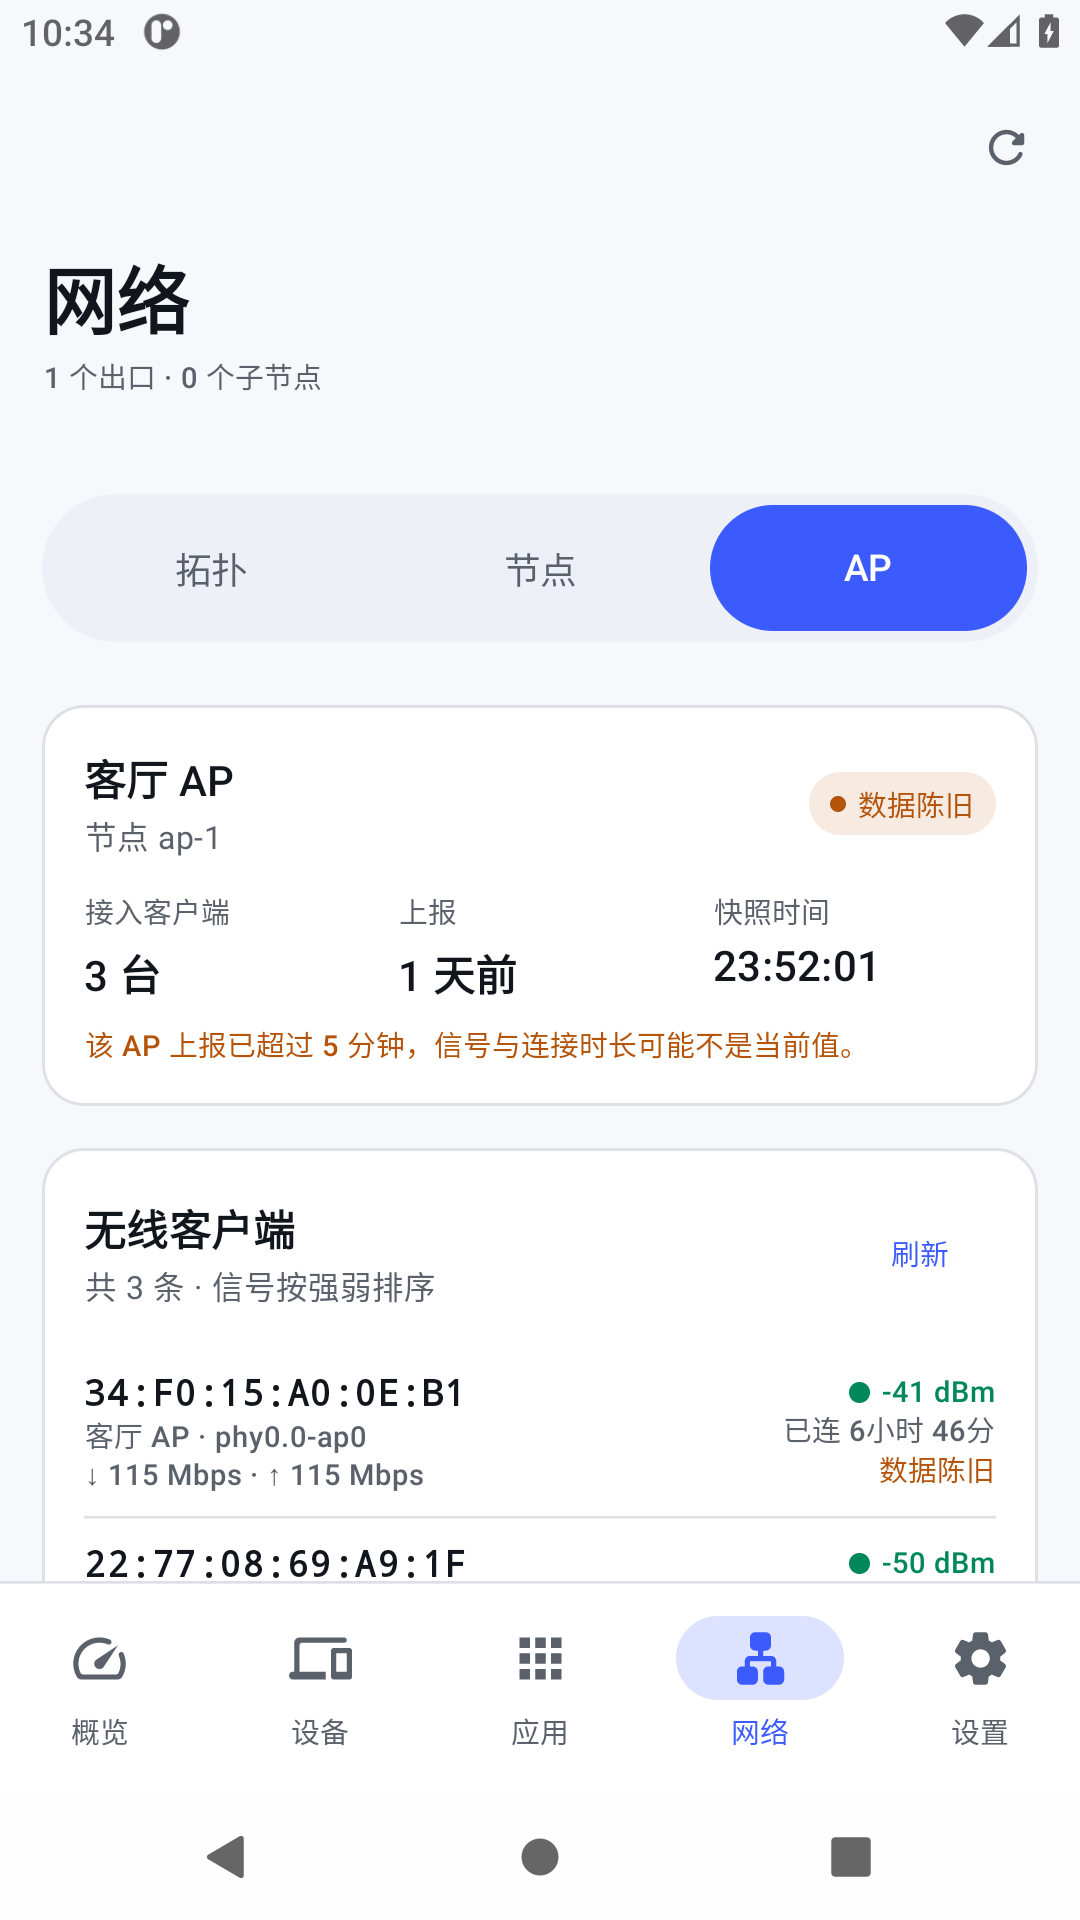 10:34
网络
1 个出口 · 0 个子节点
拓扑
节点
AP
客厅 AP
节点 ap-1
数据陈旧
接入客户端
上报
快照时间
3 台
1 天前
23:52:01
该 AP 上报已超过 5 分钟，信号与连接时长可能不是当前值。
无线客户端
共 3 条 · 信号按强弱排序
刷新
34:F0:15:A0:0E:B1
-41 dBm
客厅 AP · phy0.0-ap0
已连 6小时 46分
↓ 115 Mbps · ↑ 115 Mbps
数据陈旧
22:77:08:69:A9:1F
-50 dBm
概览
设备
应用
网络
设置